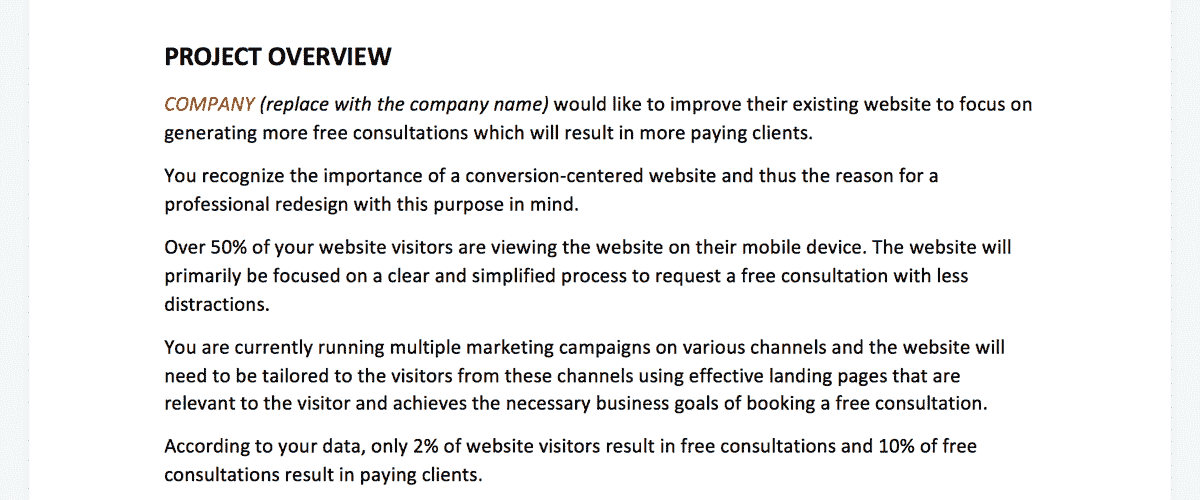 PROJECT OVERVIEW
COMPANY (replace with the company name) would like to improve their existing website to focus on
generating more free consultations which will result in more paying clients.
You recognize the importance of a conversion-centered website and thus the reason for a
professional redesign with this purpose in mind.
Over 50% of your website visitors are viewing the website on their mobile device. The website will
primarily be focused on a clear and simplified process to request a free consultation with less
distractions.
You are currently running multiple marketing campaigns on various channels and the website will
need to be tailored to the visitors from these channels using effective landing pages that are
relevant to the visitor and achieves the necessary business goals of booking a free consultation.
According to your data, only 2% of website visitors result in free consultations and 10% of free
consultations result in paying clients.